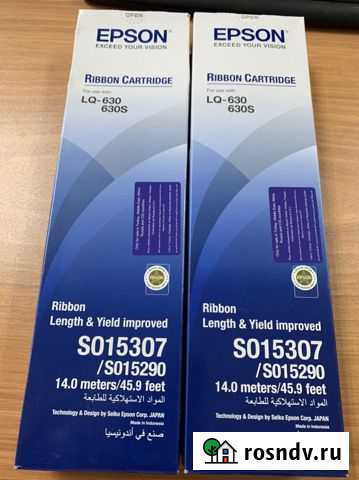 OPEN
EPSON
EXCEED YOUR VISION
RIBBON CARTRIDGE
For use with
LQ-630
630S
Ribbon
Length & Yield improved
S015307
/S015290
14.0 meters/45.9 feet
المواد الاستهلاكية للطابعة
Technology & Design by Seiko Epson Corp. JAPAN
Made in Indonesia
صنع في أندونيسيا
OPEN
EPSON
EXCEED YOUR VISION
RIBBON CARTRIDGE
For use with
LQ-630
630S
Ribbon
Length & Yield improved
S015307
/S015290
14.0 meters/45.9 feet
المواد الاستهلاكية للطابعة
Technology & Design by Seiko Epson Corp. JAPAN
rosndv.ru